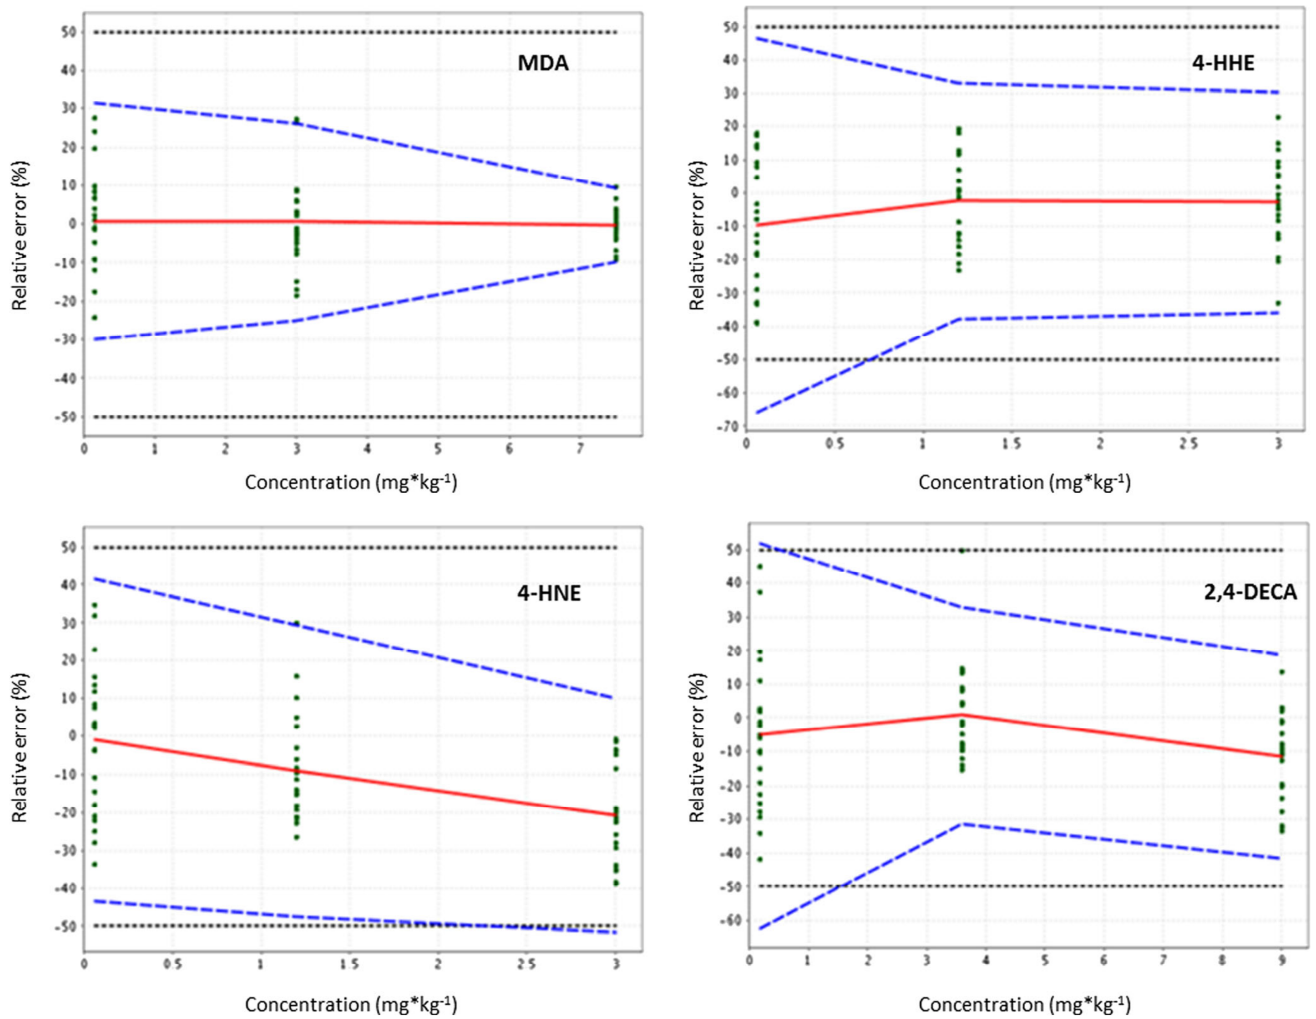 MDA
50
40
30
20
10
0
-10
-20
-30
-40
-50
Relative error (%)
0 1 2 3 4 5 6 7
Concentration (mg*kg-1)
4-HHE
50
40
30
20
10
0
-10
-20
-30
-40
-50
-60
-70
Relative error (%)
0 0.5 1 1.5 2 2.5 3
Concentration (mg*kg-1)
4-HNE
50
40
30
20
10
0
-10
-20
-30
-40
-50
Relative error (%)
0 0.5 1 1.5 2 2.5 3
Concentration (mg*kg-1)
2,4-DECA
50
40
30
20
10
0
-10
-20
-30
-40
-50
-60
Relative error (%)
0 1 2 3 4 5 6 7 8 9
Concentration (mg*kg-1)